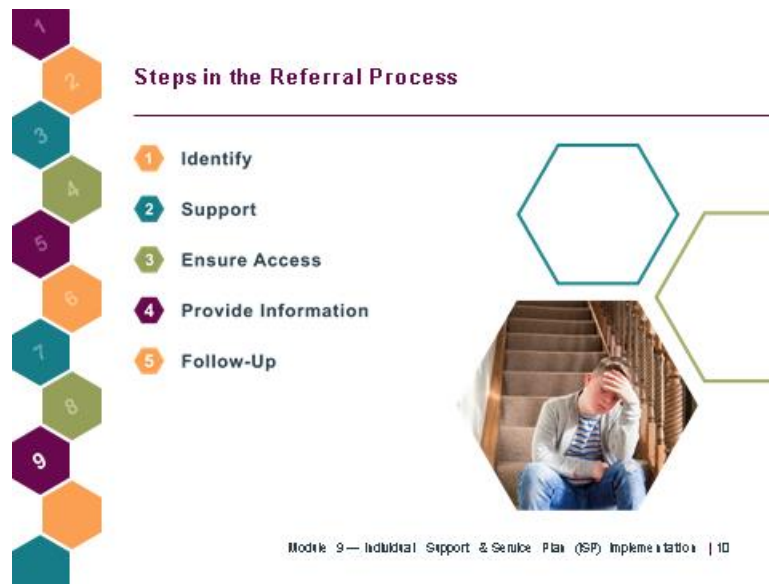 1
2
3
4
5
6
7
8
9
Steps in the Referral Process
1 Identify
2 Support
3 Ensure Access
4 Provide Information
5 Follow-Up
Module 9— Individual Support & Service Plan (ISP) Implementation | 10